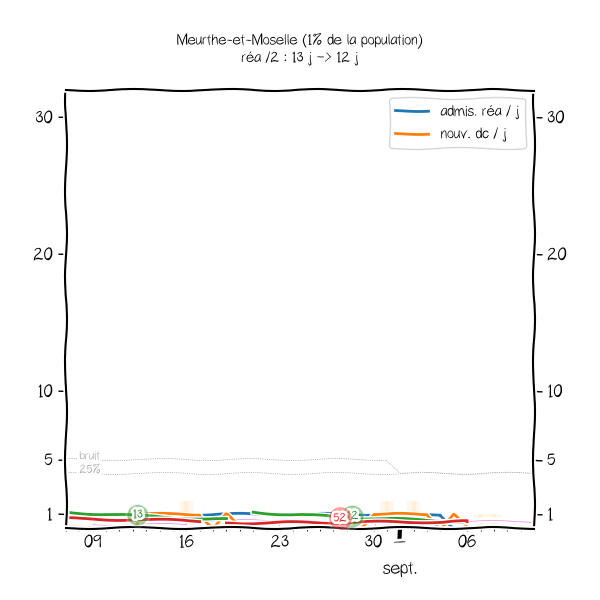 Meurthe-et-Moselle (1% de la population)
réa /2 : 13 j -> 12 j
admis. réa / j
nouv. dc / j
30 30
20 20
10 10
5 bruit 5
25%
1 13 52 2 1
09 16 23 30 06
sept.